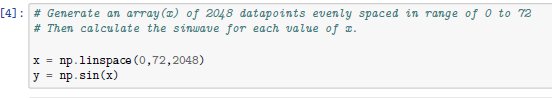 [4]: # Generate an array(x) of 2048 datapoints evenly spaced in range of 0 to 72
# Then calculate the sinwave for each value of x.
x = np.linspace(0,72,2048)
y = np.sin(x)